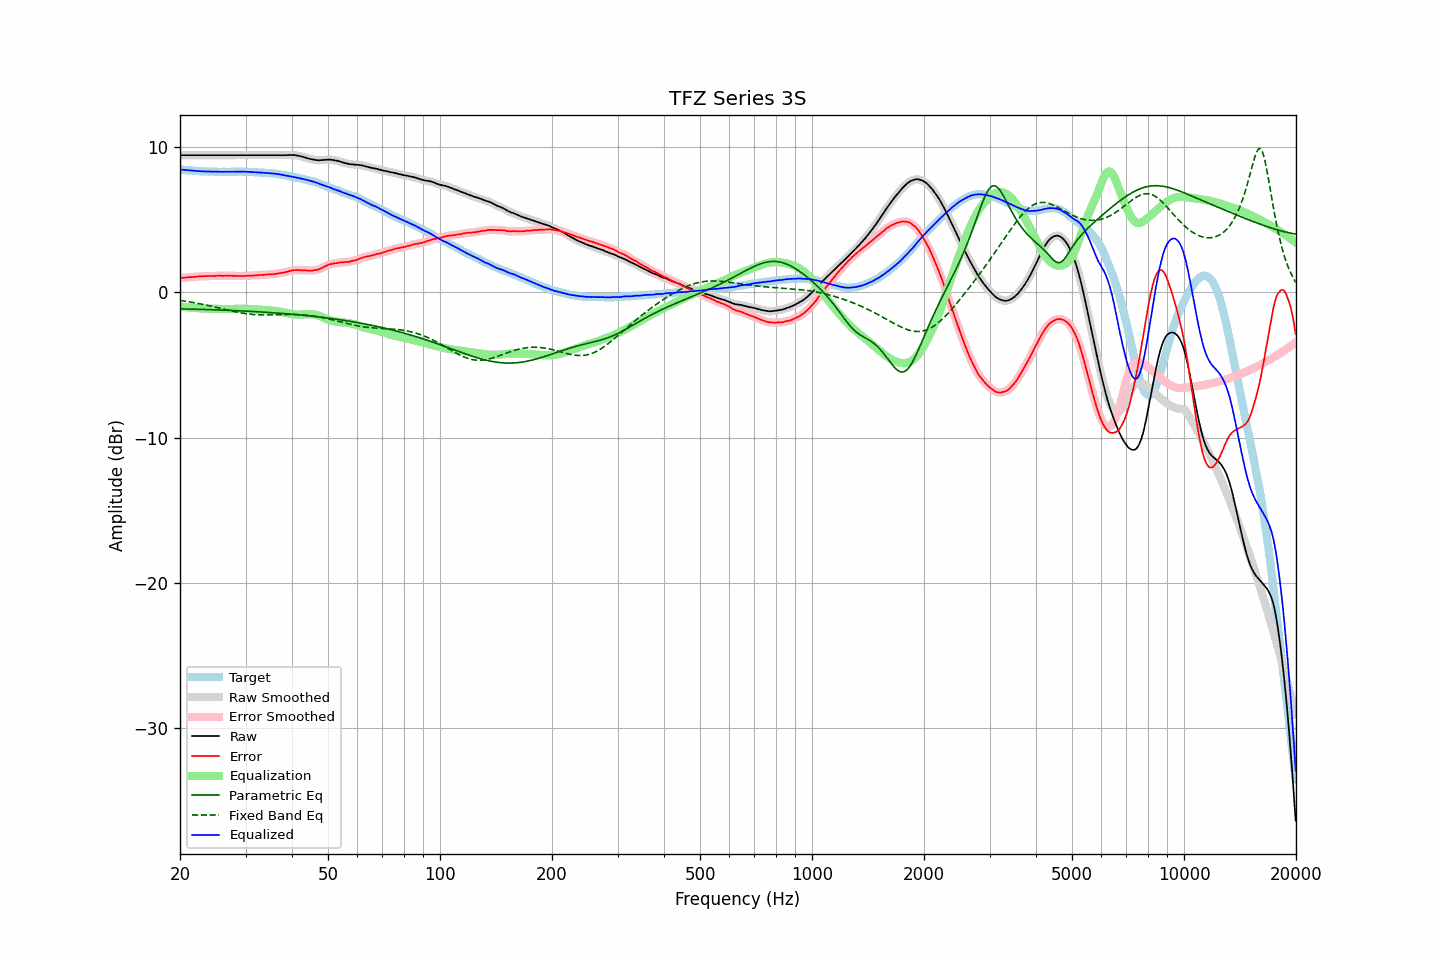 TFZ Series 3S
10
0
−10
−20
−30
Amplitude (dBr)
Target
Raw Smoothed
Error Smoothed
Raw
Error
Equalization
Parametric Eq
Fixed Band Eq
Equalized
20 50 100 200 500 1000 2000 5000 10000 20000
Frequency (Hz)